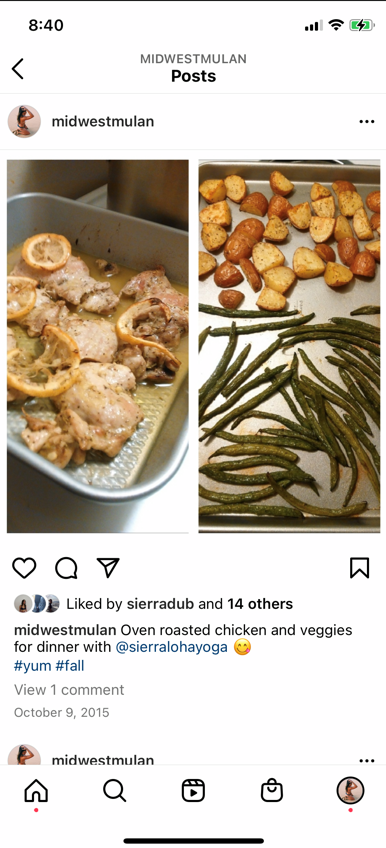 8:40
MIDWESTMULAN
Posts
midwestmulan
Liked by sierradub and 14 others
midwestmulan Oven roasted chicken and veggies
for dinner with @sierralohayoga 😋
#yum #fall
View 1 comment
October 9, 2015
midwestmulan